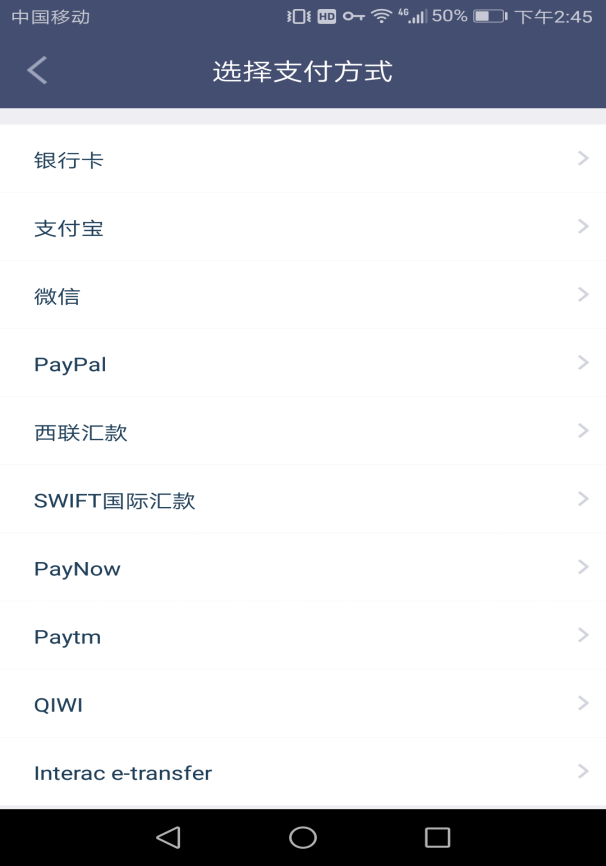 中国移动 HD 4G 50% 下午2:45
选择支付方式
银行卡
支付宝
微信
PayPal
西联汇款
SWIFT国际汇款
PayNow
Paytm
QIWI
Interac e-transfer